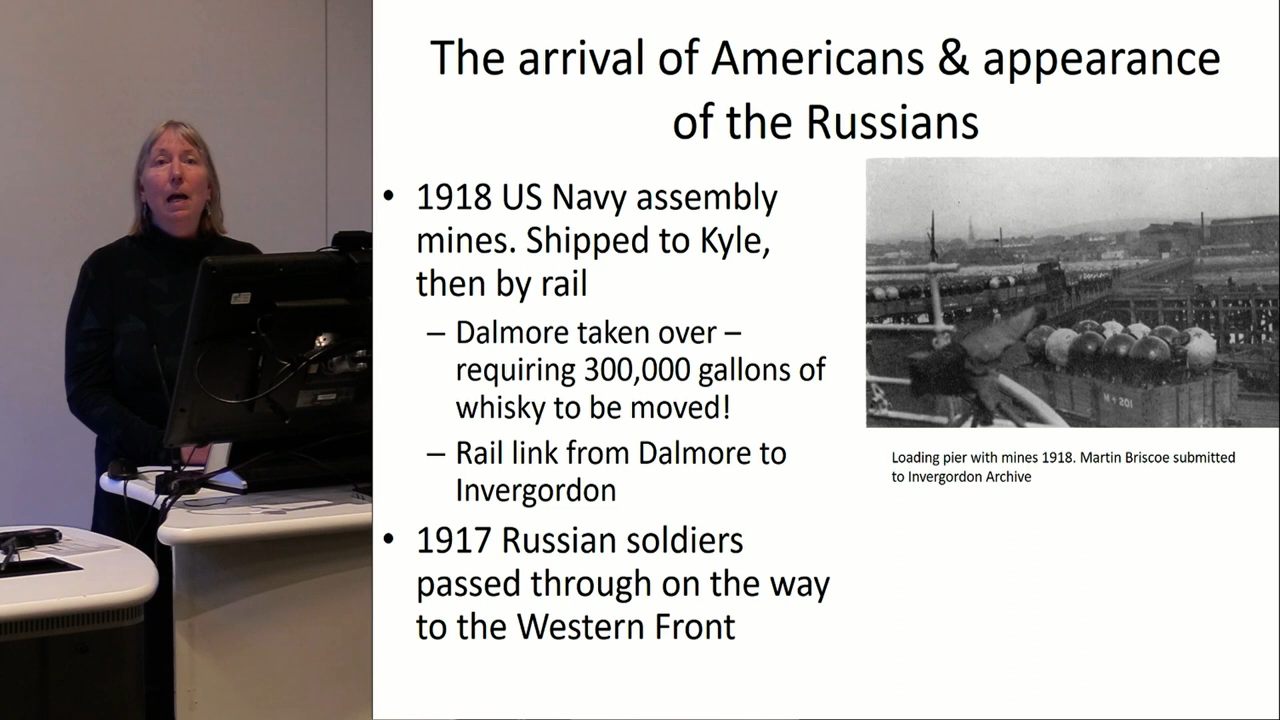 The arrival of Americans & appearance
of the Russians
• 1918 US Navy assembly
mines. Shipped to Kyle,
then by rail
– Dalmore taken over –
requiring 300,000 gallons of
whisky to be moved!
– Rail link from Dalmore to
Invergordon
• 1917 Russian soldiers
passed through on the way
to the Western Front
M↑201
Loading pier with mines 1918. Martin Briscoe submitted
to Invergordon Archive